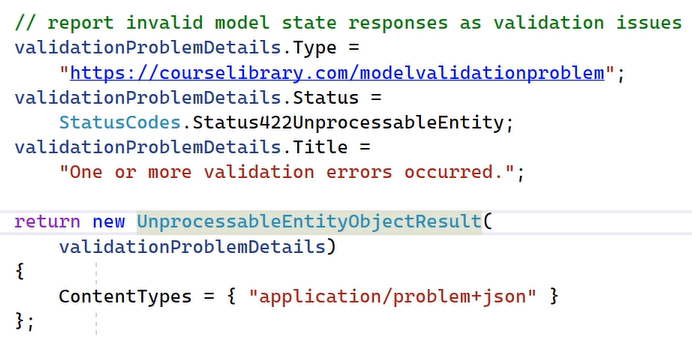 // report invalid model state responses as validation issues
validationProblemDetails.Type =
    "https://courselibrary.com/modelvalidationproblem";
validationProblemDetails.Status =
    StatusCodes.Status422UnprocessableEntity;
validationProblemDetails.Title =
    "One or more validation errors occurred.";

return new UnprocessableEntityObjectResult(
    validationProblemDetails)
{
    ContentTypes = { "application/problem+json" }
};